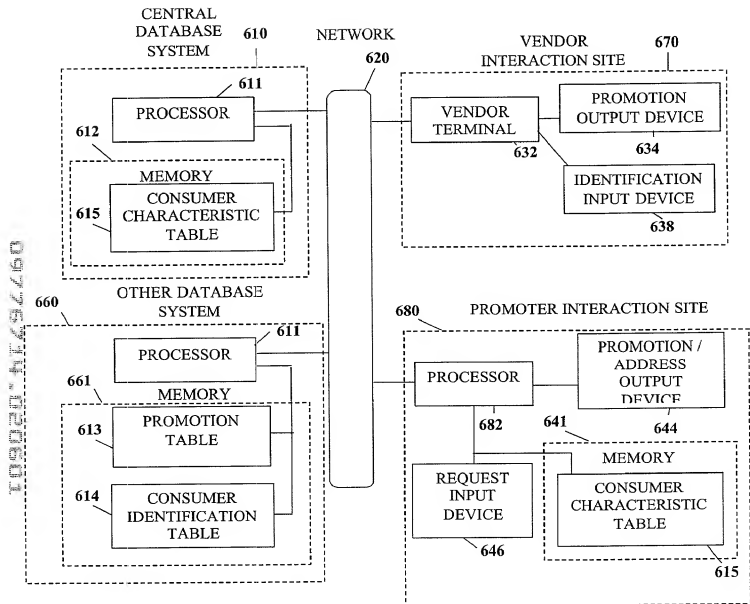 CENTRAL
DATABASE
SYSTEM
610
611
PROCESSOR
612
MEMORY
615
CONSUMER
CHARACTERISTIC
TABLE
NETWORK
620
VENDOR
INTERACTION SITE
670
VENDOR
TERMINAL
632
PROMOTION
OUTPUT DEVICE
634
IDENTIFICATION
INPUT DEVICE
638
OTHER DATABASE
SYSTEM
660
611
PROCESSOR
661
MEMORY
613
PROMOTION
TABLE
614
CONSUMER
IDENTIFICATION
TABLE
PROMOTER INTERACTION SITE
680
PROCESSOR
682
PROMOTION /
ADDRESS
OUTPUT
DEVICE
644
641
MEMORY
REQUEST
INPUT
DEVICE
646
CONSUMER
CHARACTERISTIC
TABLE
615
09776714.020601